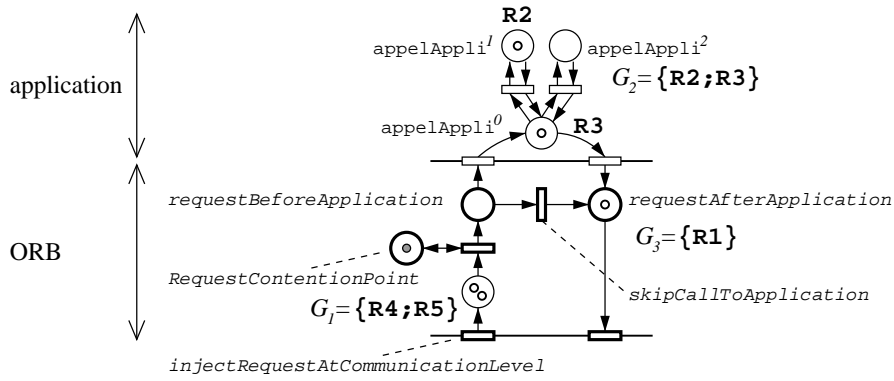 R2
appelAppli¹ appelAppli²
G₂={R2;R3}
application
appelAppli⁰ R3
requestBeforeApplication requestAfterApplication
G₃={R1}
ORB
RequestContentionPoint
skipCallToApplication
G₁={R4;R5}
injectRequestAtCommunicationLevel